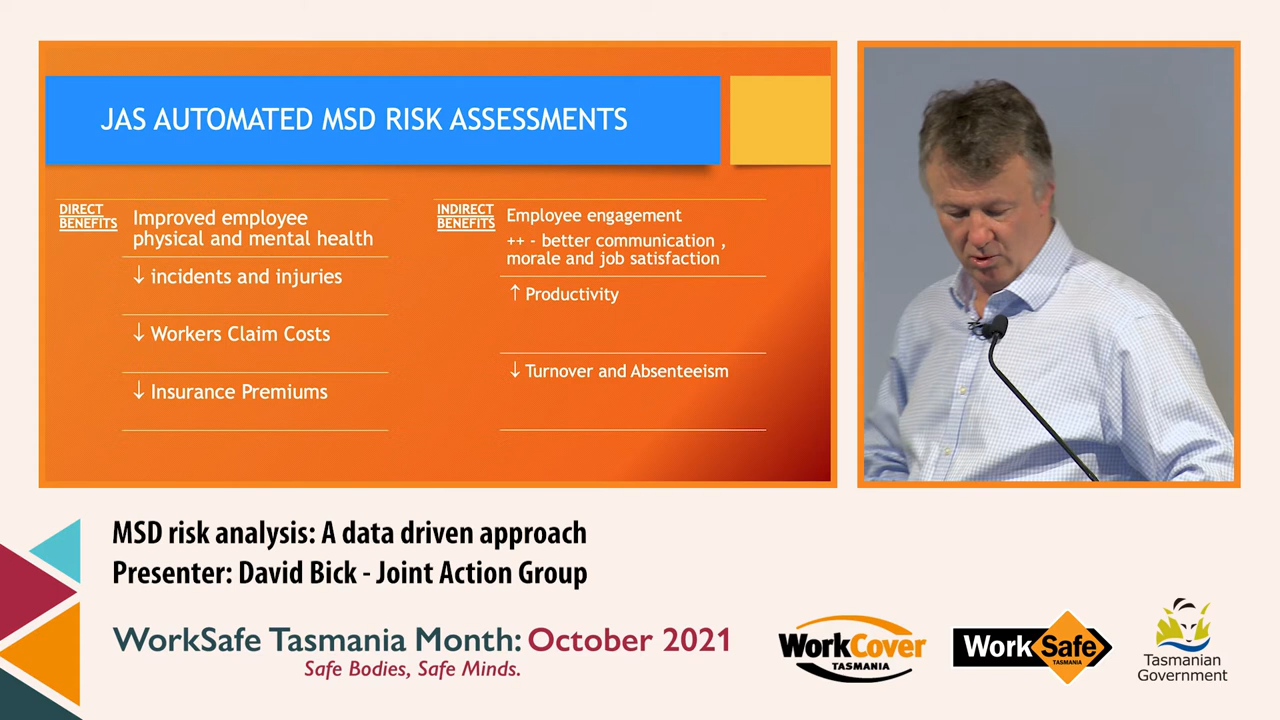 JAS AUTOMATED MSD RISK ASSESSMENTS
DIRECT
BENEFITS
Improved employee
physical and mental health
↓ incidents and injuries
↓ Workers Claim Costs
↓ Insurance Premiums
INDIRECT
BENEFITS
Employee engagement
++ - better communication ,
morale and job satisfaction
↑ Productivity
↓ Turnover and Absenteeism
MSD risk analysis: A data driven approach
Presenter: David Bick - Joint Action Group
WorkSafe Tasmania Month: October 2021
Safe Bodies, Safe Minds.
WorkCover
TASMANIA
WorkSafe
TASMANIA
Tasmanian
Government